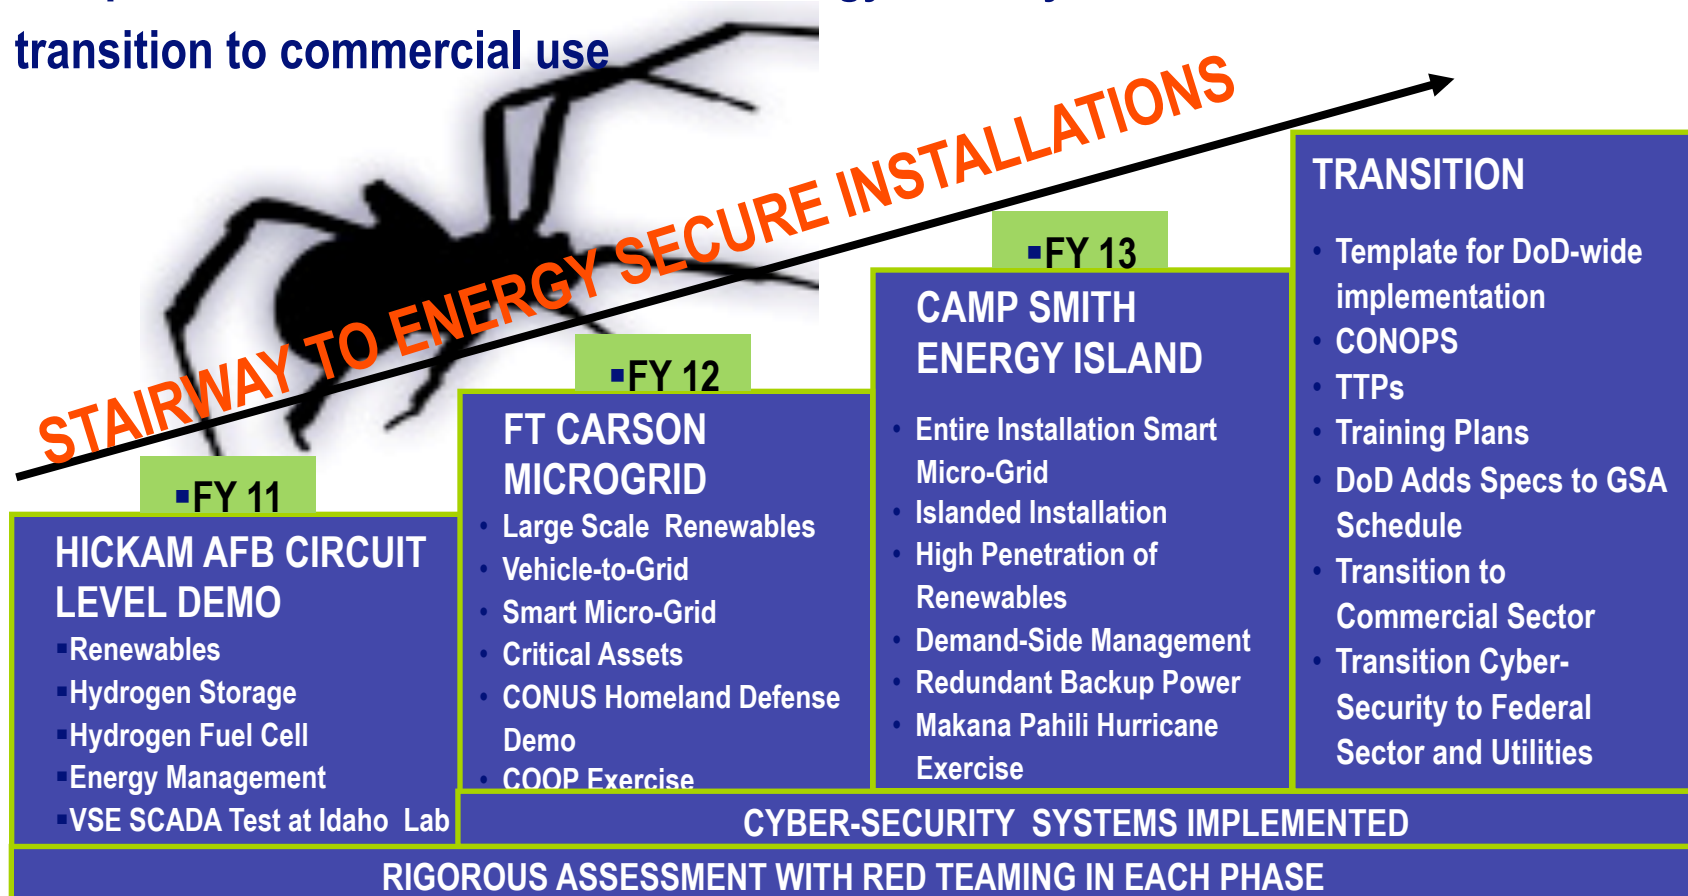 transition to commercial use
STAIRWAY TO ENERGY SECURE INSTALLATIONS
▪FY 11
HICKAM AFB CIRCUIT
LEVEL DEMO
▪Renewables
▪Hydrogen Storage
▪Hydrogen Fuel Cell
▪Energy Management
▪VSE SCADA Test at Idaho Lab
▪FY 12
FT CARSON
MICROGRID
• Large Scale Renewables
• Vehicle-to-Grid
• Smart Micro-Grid
• Critical Assets
• CONUS Homeland Defense
Demo
• COOP Exercise
▪FY 13
CAMP SMITH
ENERGY ISLAND
• Entire Installation Smart
Micro-Grid
• Islanded Installation
• High Penetration of
Renewables
• Demand-Side Management
• Redundant Backup Power
• Makana Pahili Hurricane
Exercise
TRANSITION
• Template for DoD-wide
implementation
• CONOPS
• TTPs
• Training Plans
• DoD Adds Specs to GSA
Schedule
• Transition to
Commercial Sector
• Transition Cyber-
Security to Federal
Sector and Utilities
CYBER-SECURITY SYSTEMS IMPLEMENTED
RIGOROUS ASSESSMENT WITH RED TEAMING IN EACH PHASE